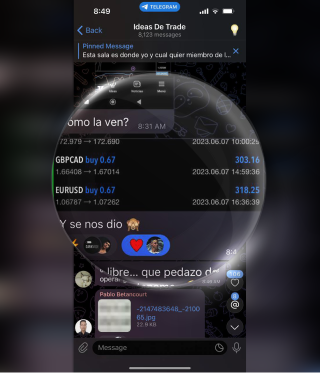 8:49
TELEGRAM
Back
Ideas De Trade
8,123 messages
Pinned Message
Esta sala es donde yo y cual quier miembro de l...
omo la ven?
8:31 AM
72.979 → 172.690
2023.06.07 10:00:25
GBPCAD buy 0.67
303.16
1.66408 → 1.67014
2023.06.07 14:59:36
EURUSD buy 0.67
318.25
1.06787 → 1.07262
2023.06.07 16:36:39
Y se nos dio 🙈
8:4
libre... que pedazo d
opera
Pablo Betancourt
-2147483648_-2100
65.jpg
22.9 KB
@
Message